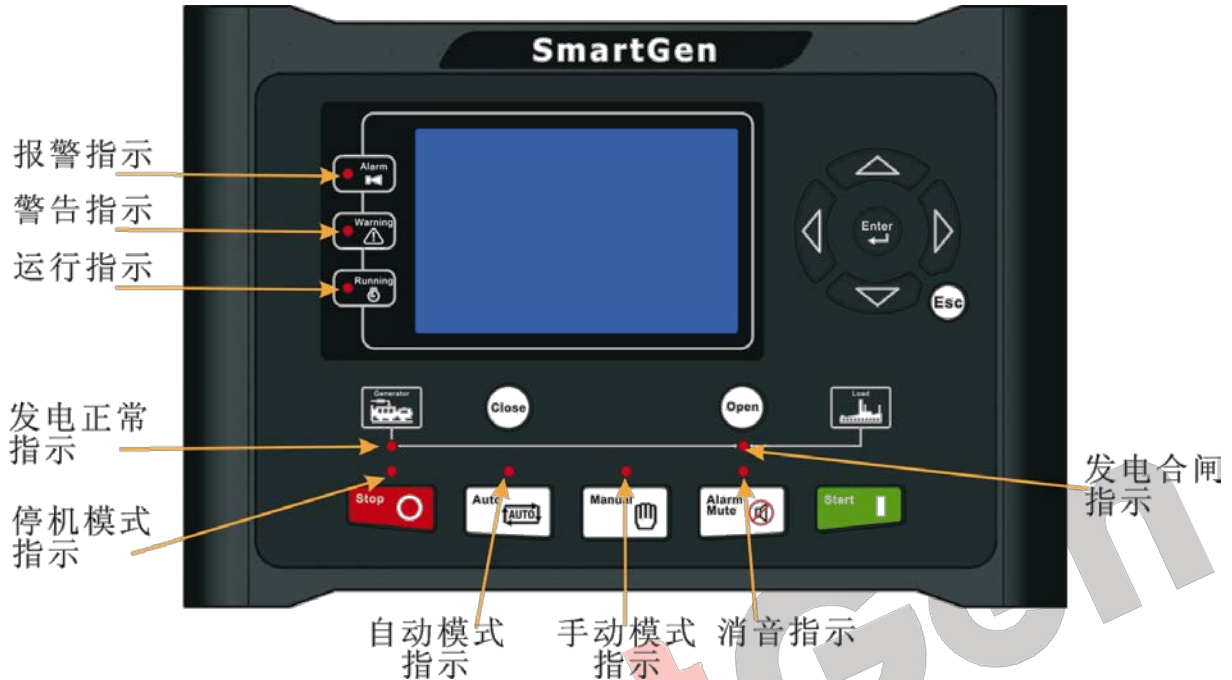 SmartGen
报警指示
Alarm
警告指示
Warning
运行指示
Running
Enter
Esc
Generator
Close
Open
Load
发电正常
指示
发电合闸
指示
停机模式
指示
Stop
Auto
AUTO
Manual
Alarm
Mute
Start
自动模式
指示
手动模式
指示
消音指示
tGen